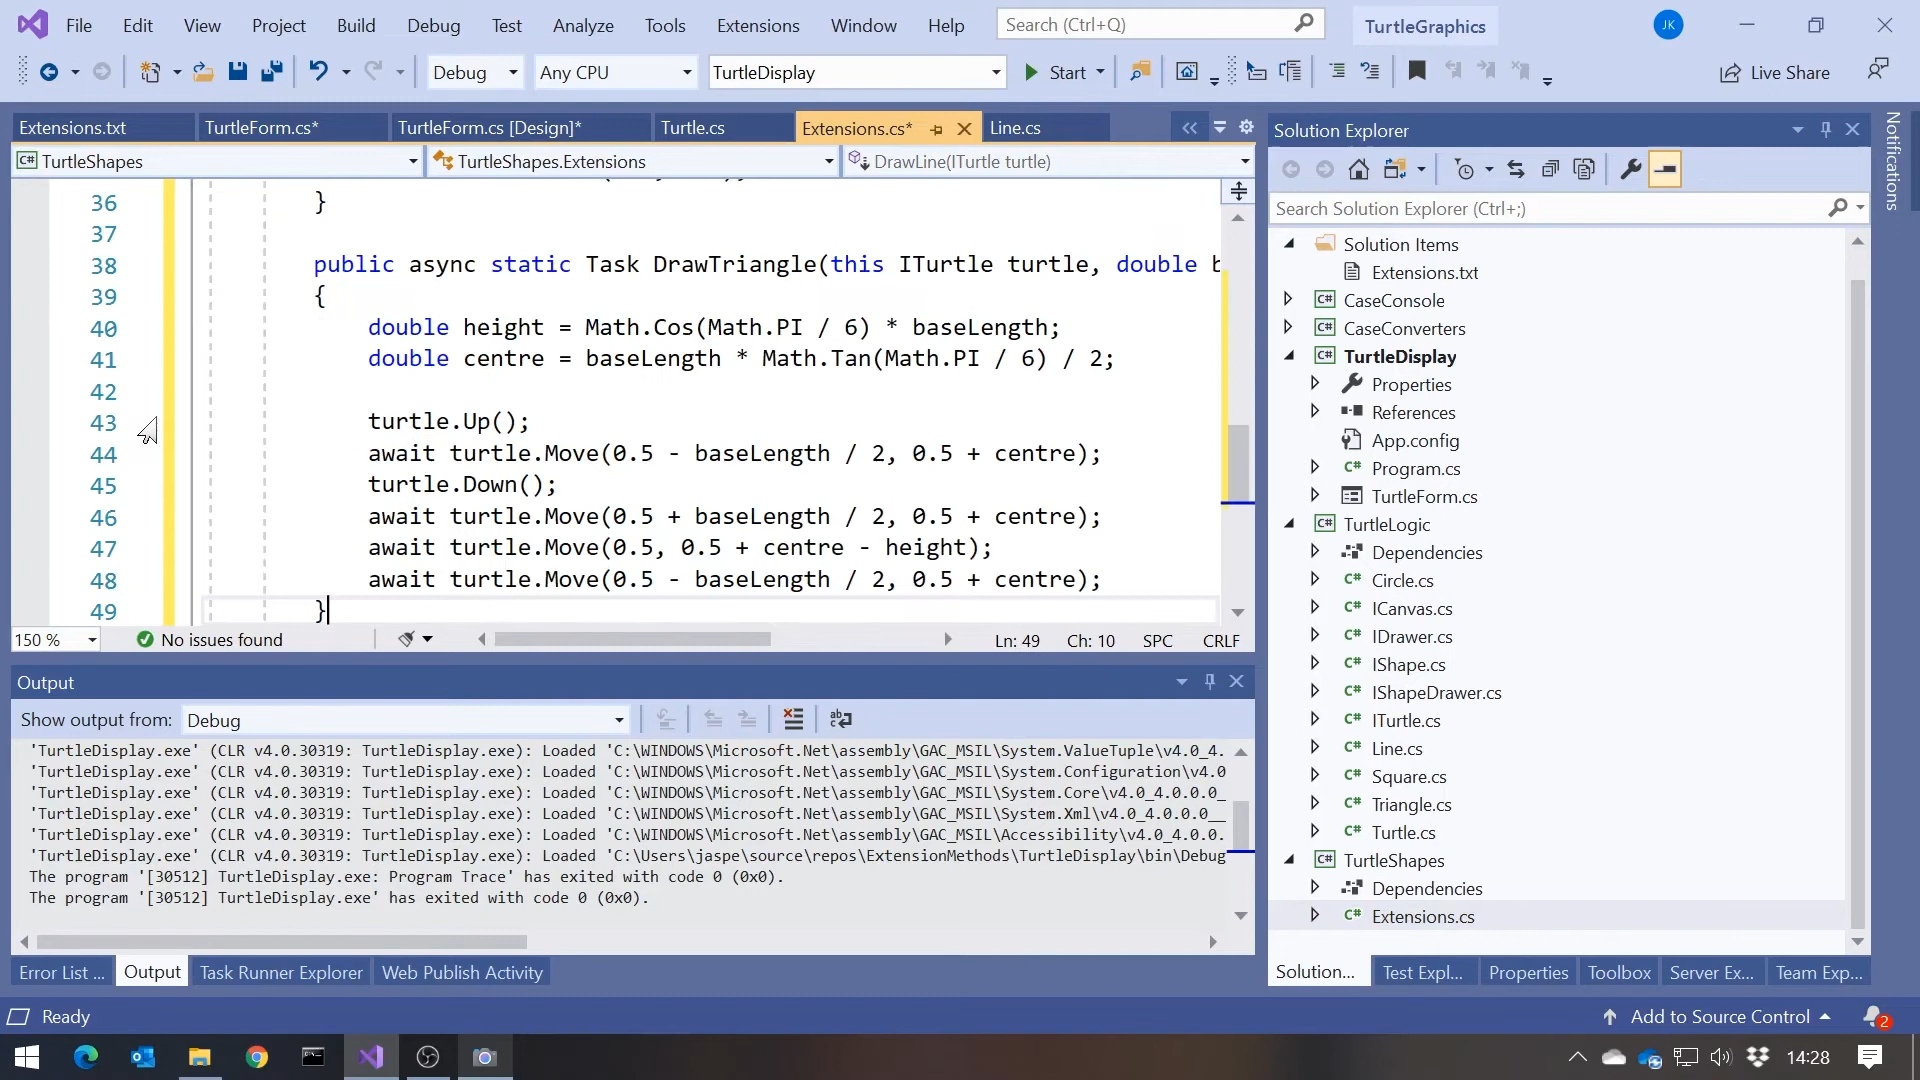 File Edit View Project Build Debug Test Analyze Tools Extensions Window Help Search (Ctrl+Q) TurtleGraphics JK
Debug Any CPU TurtleDisplay Start Live Share
Extensions.txt TurtleForm.cs* TurtleForm.cs [Design]* Turtle.cs Extensions.cs* Line.cs
C# TurtleShapes TurtleShapes.Extensions DrawLine(ITurtle turtle)
36 }
37
38 public async static Task DrawTriangle(this ITurtle turtle, double b
39 {
40 double height = Math.Cos(Math.PI / 6) * baseLength;
41 double centre = baseLength * Math.Tan(Math.PI / 6) / 2;
42
43 turtle.Up();
44 await turtle.Move(0.5 - baseLength / 2, 0.5 + centre);
45 turtle.Down();
46 await turtle.Move(0.5 + baseLength / 2, 0.5 + centre);
47 await turtle.Move(0.5, 0.5 + centre - height);
48 await turtle.Move(0.5 - baseLength / 2, 0.5 + centre);
49 }
150 % No issues found Ln: 49 Ch: 10 SPC CRLF
Output
Show output from: Debug
'TurtleDisplay.exe' (CLR v4.0.30319: TurtleDisplay.exe): Loaded 'C:\WINDOWS\Microsoft.Net\assembly\GAC_MSIL\System.ValueTuple\v4.0_4.
'TurtleDisplay.exe' (CLR v4.0.30319: TurtleDisplay.exe): Loaded 'C:\WINDOWS\Microsoft.Net\assembly\GAC_MSIL\System.Configuration\v4.0
'TurtleDisplay.exe' (CLR v4.0.30319: TurtleDisplay.exe): Loaded 'C:\WINDOWS\Microsoft.Net\assembly\GAC_MSIL\System.Core\v4.0_4.0.0.0_
'TurtleDisplay.exe' (CLR v4.0.30319: TurtleDisplay.exe): Loaded 'C:\WINDOWS\Microsoft.Net\assembly\GAC_MSIL\System.Xml\v4.0_4.0.0.0__
'TurtleDisplay.exe' (CLR v4.0.30319: TurtleDisplay.exe): Loaded 'C:\WINDOWS\Microsoft.Net\assembly\GAC_MSIL\Accessibility\v4.0_4.0.0.
'TurtleDisplay.exe' (CLR v4.0.30319: TurtleDisplay.exe): Loaded 'C:\Users\jaspe\source\repos\ExtensionMethods\TurtleDisplay\bin\Debug
The program '[30512] TurtleDisplay.exe: Program Trace' has exited with code 0 (0x0).
The program '[30512] TurtleDisplay.exe' has exited with code 0 (0x0).
Error List ... Output Task Runner Explorer Web Publish Activity
Solution Explorer
Search Solution Explorer (Ctrl+;)
Solution Items
Extensions.txt
C# CaseConsole
C# CaseConverters
C# TurtleDisplay
Properties
References
App.config
C# Program.cs
TurtleForm.cs
C# TurtleLogic
Dependencies
C# Circle.cs
C# ICanvas.cs
C# IDrawer.cs
C# IShape.cs
C# IShapeDrawer.cs
C# ITurtle.cs
C# Line.cs
C# Square.cs
C# Triangle.cs
C# Turtle.cs
C# TurtleShapes
Dependencies
C# Extensions.cs
Solution... Test Expl... Properties Toolbox Server Ex... Team Exp...
Notifications
Ready Add to Source Control 2
14:28